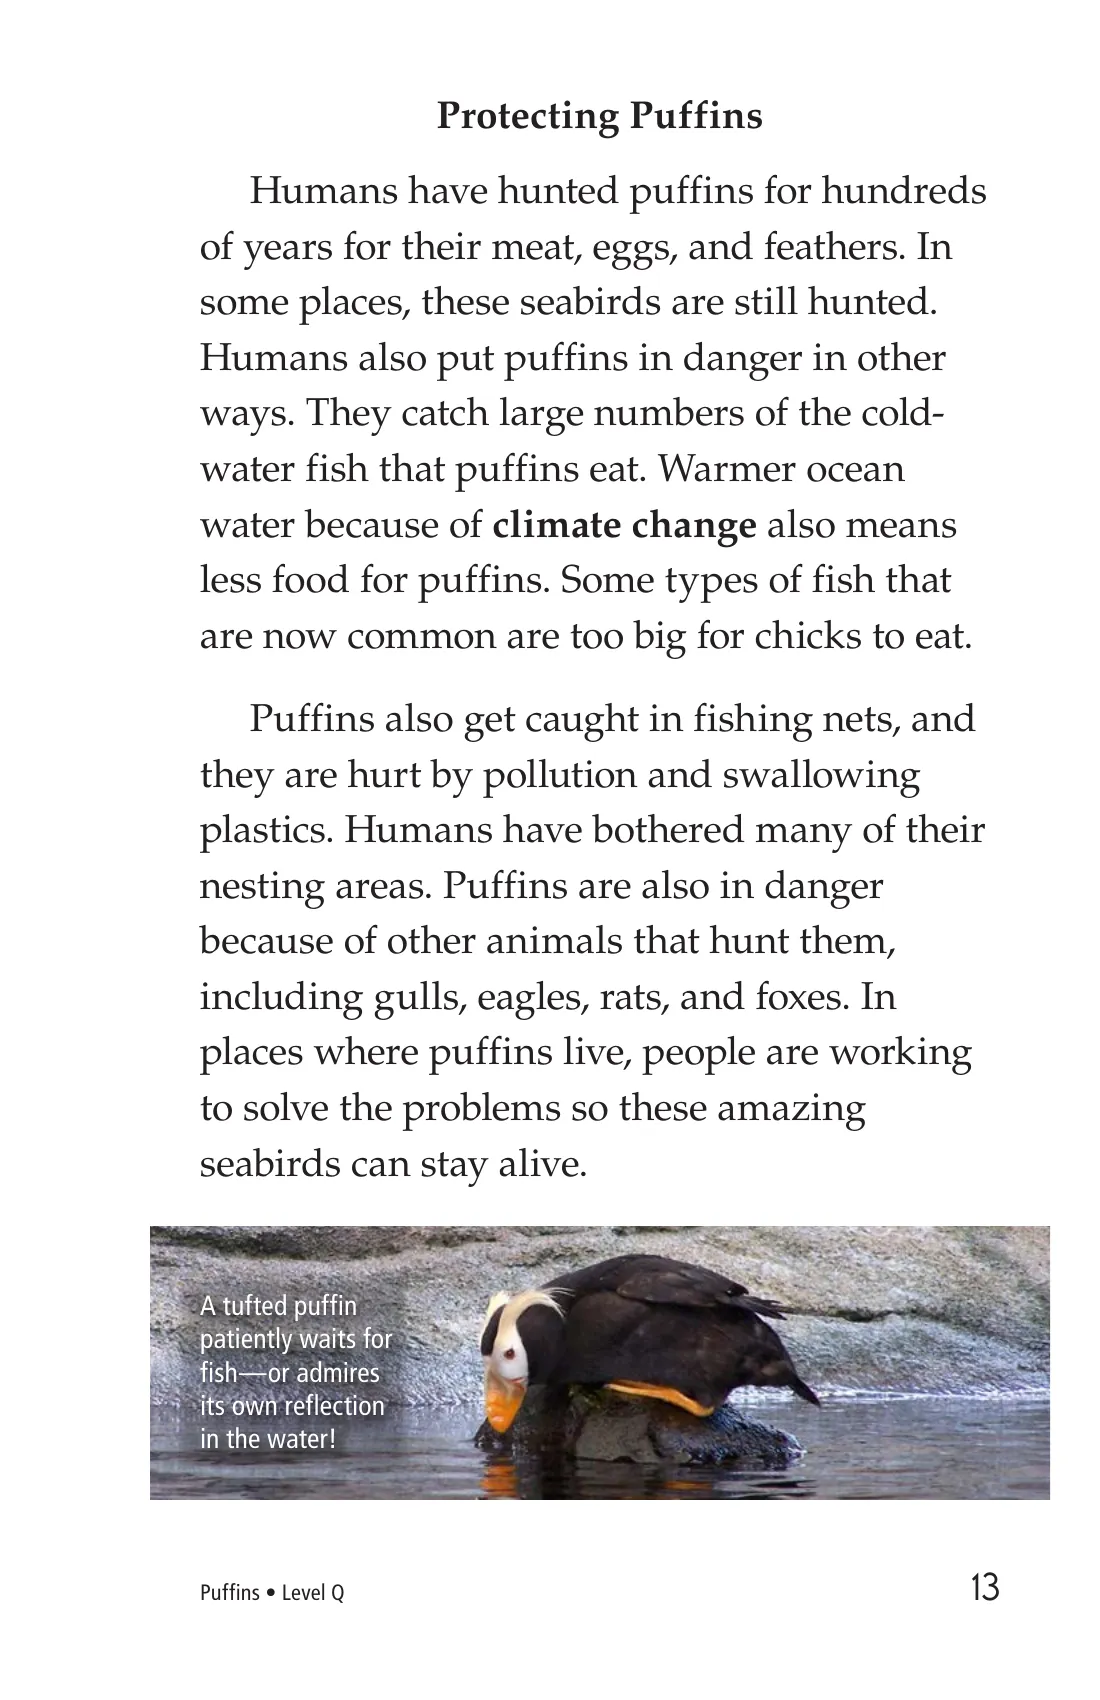 Protecting Puffins
Humans have hunted puffins for hundreds
of years for their meat, eggs, and feathers. In
some places, these seabirds are still hunted.
Humans also put puffins in danger in other
ways. They catch large numbers of the cold-
water fish that puffins eat. Warmer ocean
water because of climate change also means
less food for puffins. Some types of fish that
are now common are too big for chicks to eat.
Puffins also get caught in fishing nets, and
they are hurt by pollution and swallowing
plastics. Humans have bothered many of their
nesting areas. Puffins are also in danger
because of other animals that hunt them,
including gulls, eagles, rats, and foxes. In
places where puffins live, people are working
to solve the problems so these amazing
seabirds can stay alive.
A tufted puffin
patiently waits for
fish—or admires
its own reflection
in the water!
Puffins • Level Q
13